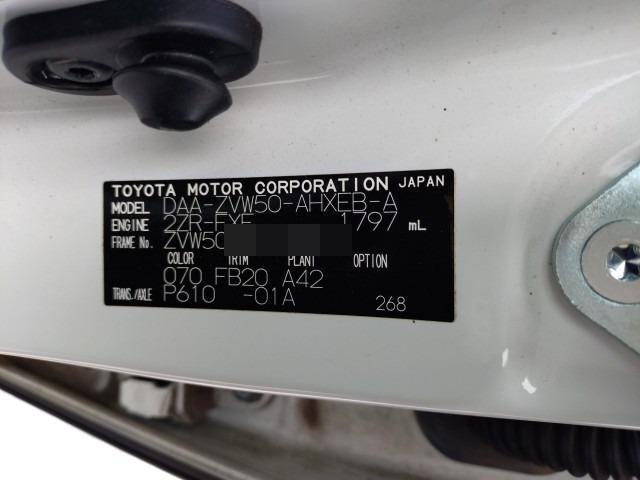 TOYOTA MOTOR CORPORATION JAPAN
MODEL DAA-ZVW50-AHXEB-A
ENGINE 2ZR-FXE 1797 mL
FRAME No. ZVW50
COLOR TRIM PLANT OPTION
070 FB20 A42
TRANS./AXLE P610 -01A 268